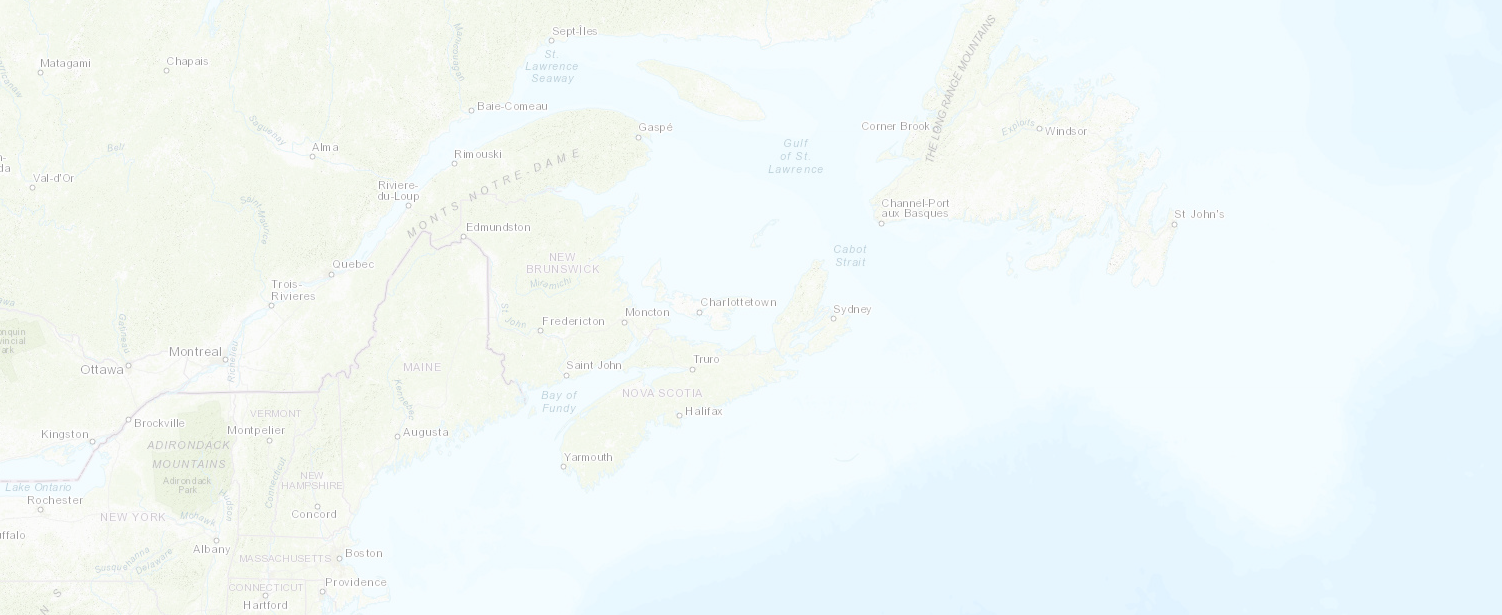 Sept-Îles
THE LONG RANGE MOUNTAINS
Manicouagan
St.
Lawrence
Seaway
Matagami
Chapais
Baie-Comeau
Gaspé
Corner Brook
Exploits
Windsor
Saguenay
Alma
Bell
Rimouski
Gulf
of St.
Lawrence
MONTS NOTRE-DAME
Val-d'Or
Riviere-
du-Loup
Saint-Maurice
Channel-Port
aux Basques
St John's
Edmundston
Cabot
Strait
NEW
BRUNSWICK
Quebec
Miramichi
Trois-
Rivieres
Charlottetown
St. John
Fredericton
Moncton
Sydney
Gatineau
Richelieu
Montreal
Ottawa
Saint John
Truro
MAINE
Kennebec
Bay of
Fundy
NOVA SCOTIA
Halifax
VERMONT
Brockville
Montpelier
Kingston
Augusta
ADIRONDACK
MOUNTAINS
Adirondack
Park
Yarmouth
Connecticut
NEW
HAMPSHIRE
Lake Ontario
Rochester
Hudson
Concord
NEW YORK
Mohawk
Albany
Susquehanna
Delaware
MASSACHUSETTS
Boston
CONNECTICUT
Providence
Hartford